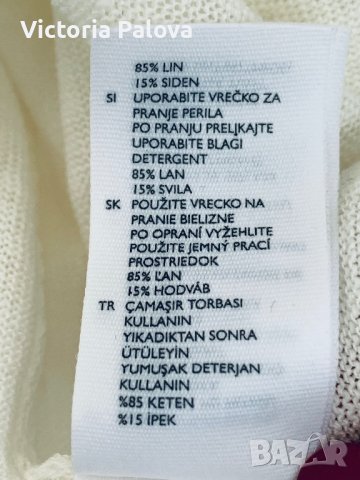 Victoria Palova
85% LIN
15% SIDEN
SI UPORABITE VREČKO ZA
PRANJE PERILA
PO PRANJU PRELJKAJTE
UPORABITE BLAGI
DETERGENT
85% LAN
15% SVILA
SK POUŽITE VRECKO NA
PRANIE BIELIZNE
PO OPRANÍ VYŽEHLITE
POUŽITE JEMNÝ PRACÍ
PROSTRIEDOK
85% ĽAN
15% HODVÁB
TR ÇAMAŞIR TORBASI
KULLANIN
YIKADIKTAN SONRA
ÜTÜLEYİN
YUMUŞAK DETERJAN
KULLANIN
%85 KETEN
%15 İPEK
BAZAR